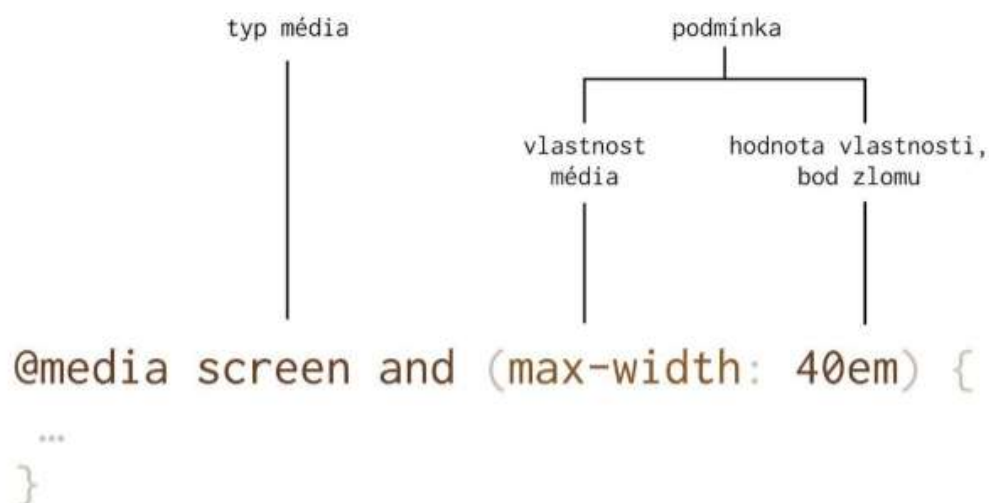 typ média
podmínka
vlastnost
média
hodnota vlastnosti,
bod zlomu
@media screen and (max-width: 40em) {
…
}